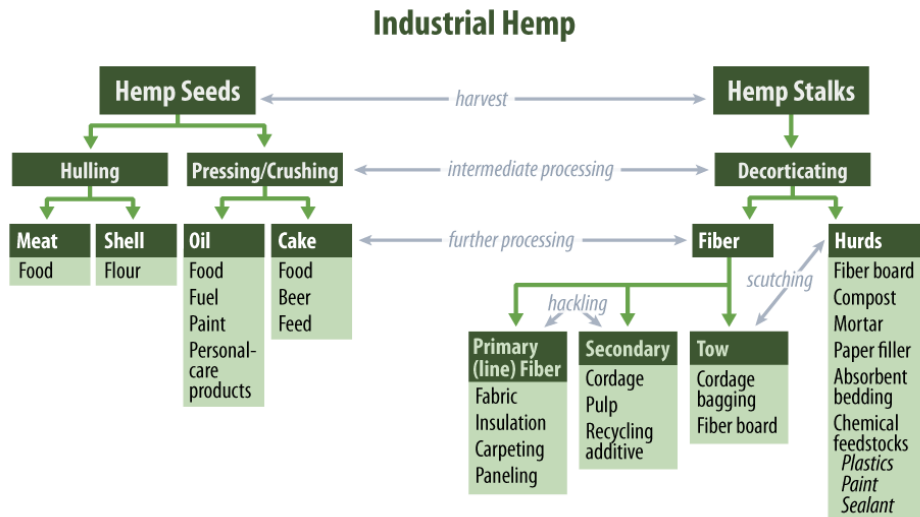 Industrial Hemp
Hemp Seeds
harvest
Hemp Stalks
Hulling
Pressing/Crushing
intermediate processing
Decorticating
Meat
Food
Shell
Flour
Oil
Food
Fuel
Paint
Personal-
care
products
Cake
Food
Beer
Feed
further processing
Fiber
scutching
hackling
Primary
(line) Fiber
Fabric
Insulation
Carpeting
Paneling
Secondary
Cordage
Pulp
Recycling
additive
Tow
Cordage
bagging
Fiber board
Hurds
Fiber board
Compost
Mortar
Paper filler
Absorbent
bedding
Chemical
feedstocks
Plastics
Paint
Sealant